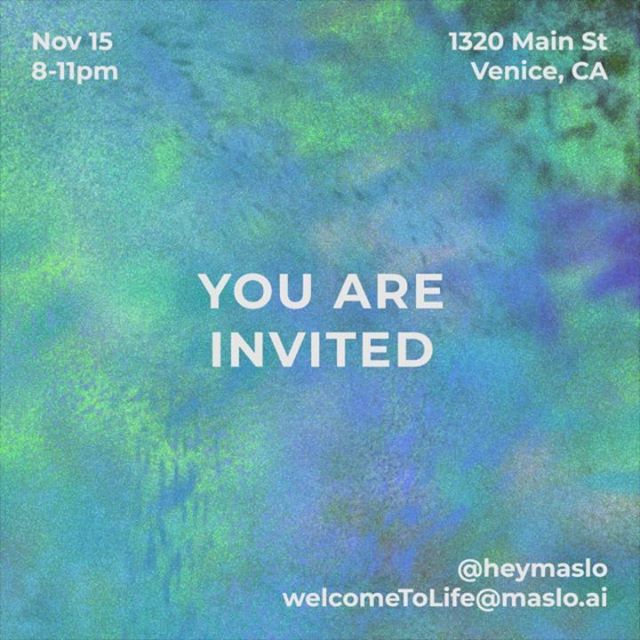 Nov 15
8-11pm
1320 Main St
Venice, CA
YOU ARE
INVITED
@heymaslo
welcomeToLife@maslo.ai